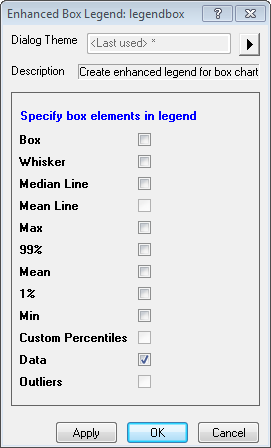 Enhanced Box Legend: legendbox
Dialog Theme <Last used> *
Description Create enhanced legend for box chart
Specify box elements in legend
Box
Whisker
Median Line
Mean Line
Max
99%
Mean
1%
Min
Custom Percentiles
Data
Outliers
Apply OK Cancel